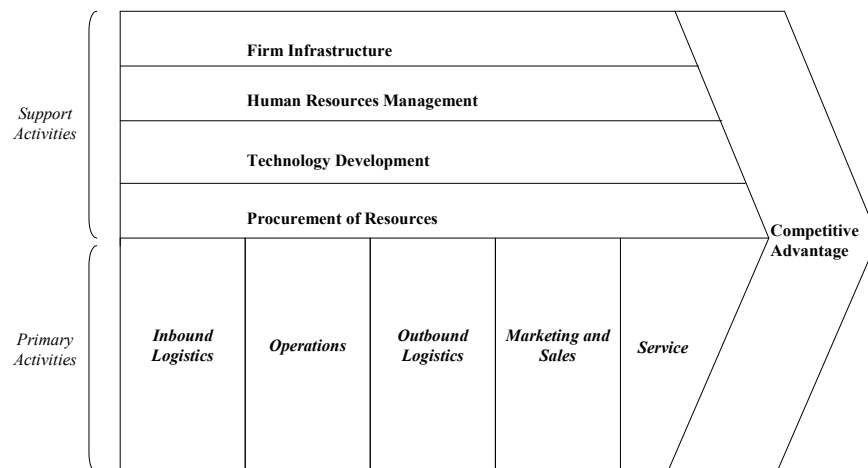 Firm Infrastructure
Human Resources Management
Technology Development
Procurement of Resources
Support
Activities
Competitive
Advantage
Primary
Activities
Inbound
Logistics
Operations
Outbound
Logistics
Marketing and
Sales
Service